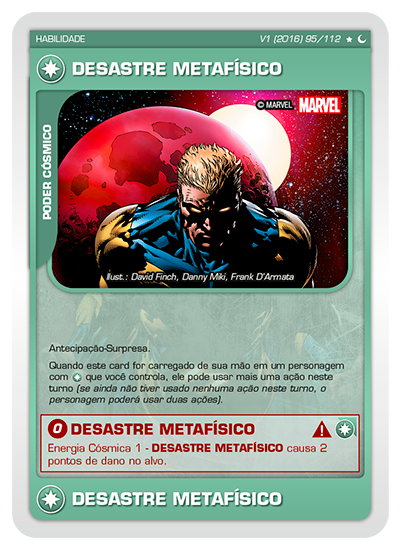 HABILIDADE V1 (2016) 95/112
DESASTRE METAFÍSICO
© MARVEL MARVEL
PODER CÓSMICO
Ilust.: David Finch, Danny Miki, Frank D'Armata
Antecipação-Surpresa.
Quando este card for carregado de sua mão em um personagem
com que você controla, ele pode usar mais uma ação neste
turno (se ainda não tiver usado nenhuma ação neste turno, o
personagem poderá usar duas ações).
0 DESASTRE METAFÍSICO
Energia Cósmica 1 - DESASTRE METAFÍSICO causa 2
pontos de dano no alvo.
DESASTRE METAFÍSICO